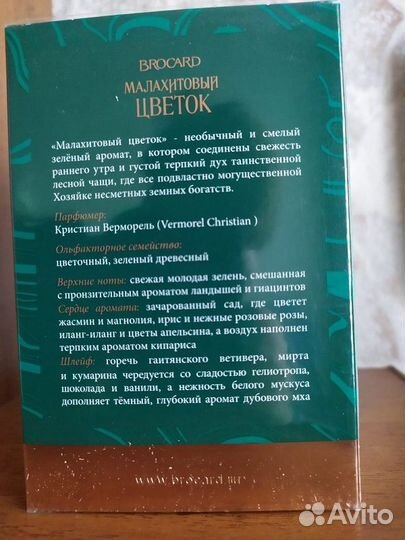 BROCARD
МАЛАХИТОВЫЙ
ЦВЕТОК
«Малахитовый цветок» - необычный и смелый
зелёный аромат, в котором соединены свежесть
раннего утра и густой терпкий дух таинственной
лесной чащи, где все подвластно могущественной
Хозяйке несметных земных богатств.
Парфюмер:
Кристиан Верморель (Vermorel Christian )
Ольфакторное семейство:
цветочный, зеленый древесный
Верхние ноты: свежая молодая зелень, смешанная
с пронзительным ароматом ландышей и гиацинтов
Сердце аромата: зачарованный сад, где цветет
жасмин и магнолия, ирис и нежные розовые розы,
иланг-иланг и цветы апельсина, а воздух наполнен
терпким ароматом кипариса
Шлейф: горечь гаитянского ветивера, мирта
и кумарина чередуется со сладостью гелиотропа,
шоколада и ванили, а нежность белого мускуса
дополняет тёмный, глубокий аромат дубового мха
www.brocard.ru
Avito